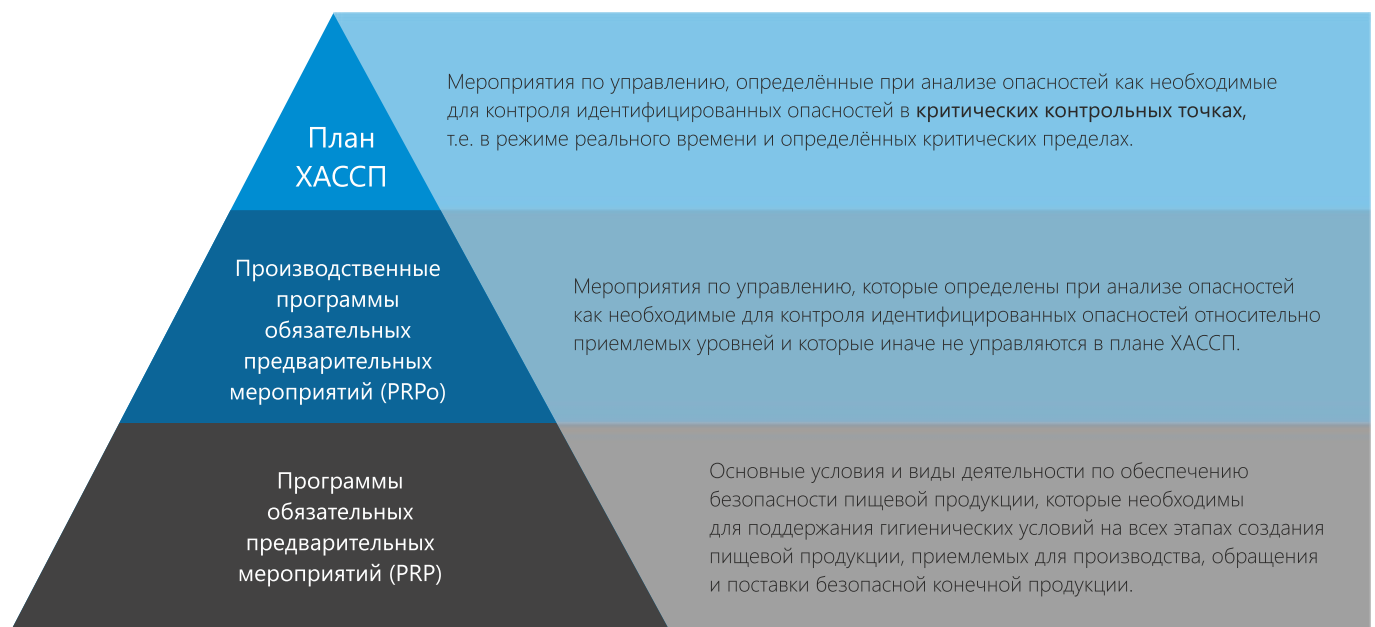 План
ХАССП
Мероприятия по управлению, определённые при анализе опасностей как необходимые
для контроля идентифицированных опасностей в критических контрольных точках,
т.е. в режиме реального времени и определённых критических пределах.
Производственные
программы
обязательных
предварительных
мероприятий (PRPo)
Мероприятия по управлению, которые определены при анализе опасностей
как необходимые для контроля идентифицированных опасностей относительно
приемлемых уровней и которые иначе не управляются в плане ХАССП.
Программы
обязательных
предварительных
мероприятий (PRP)
Основные условия и виды деятельности по обеспечению
безопасности пищевой продукции, которые необходимы
для поддержания гигиенических условий на всех этапах создания
пищевой продукции, приемлемых для производства, обращения
и поставки безопасной конечной продукции.